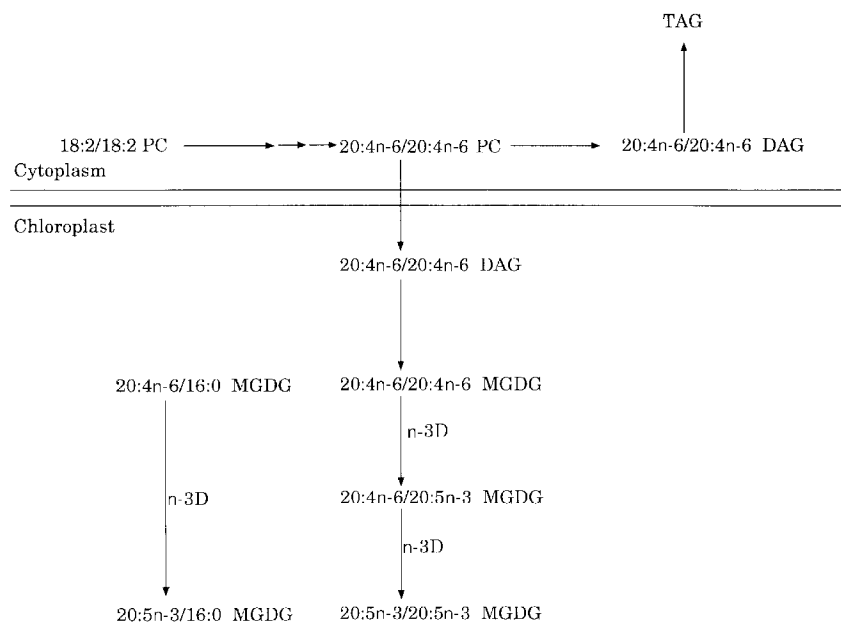 TAG
18:2/18:2 PC
20:4n-6/20:4n-6 PC
20:4n-6/20:4n-6 DAG
Cytoplasm
Chloroplast
20:4n-6/20:4n-6 DAG
20:4n-6/16:0 MGDG
20:4n-6/20:4n-6 MGDG
n-3D
n-3D
20:4n-6/20:5n-3 MGDG
n-3D
20:5n-3/16:0 MGDG
20:5n-3/20:5n-3 MGDG